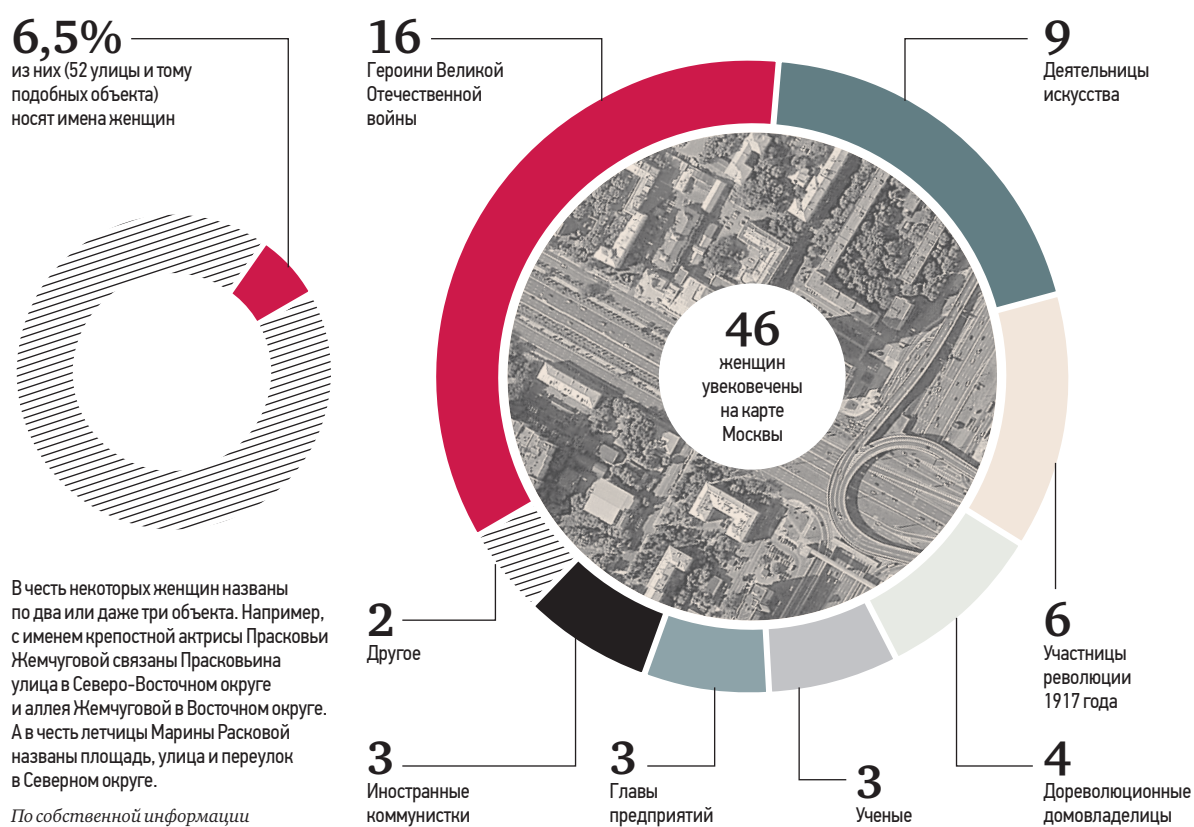 6,5%
из них (52 улицы и тому
подобных объекта)
носят имена женщин
16
Героини Великой
Отечественной
войны
9
Деятельницы
искусства
46
женщин
увековечены
на карте
Москвы
6
Участницы
революции
1917 года
4
Дореволюционные
домовладелицы
3
Ученые
3
Главы
предприятий
3
Иностранные
коммунистки
2
Другое
В честь некоторых женщин названы
по два или даже три объекта. Например,
с именем крепостной актрисы Прасковьи
Жемчуговой связаны Прасковьина
улица в Северо-Восточном округе
и аллея Жемчуговой в Восточном округе.
А в честь летчицы Марины Расковой
названы площадь, улица и переулок
в Северном округе.
По собственной информации